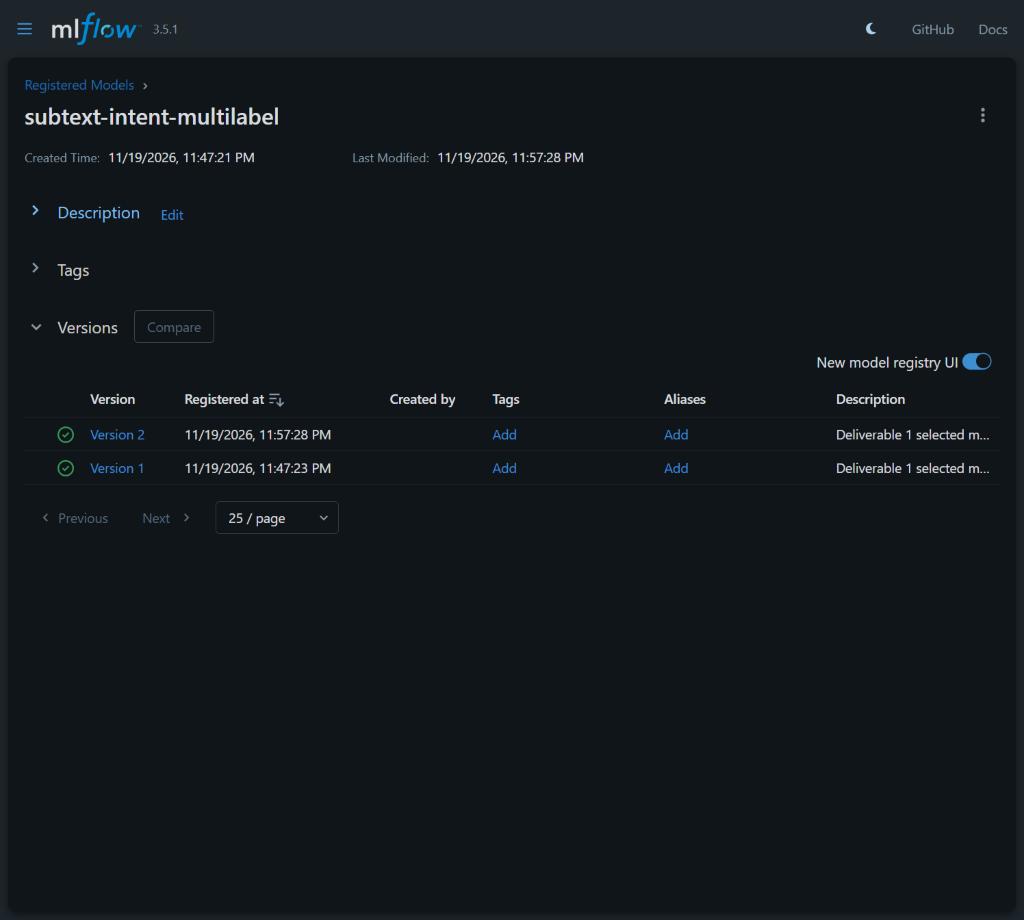 mlflow 3.5.1 GitHub Docs
Registered Models
subtext-intent-multilabel
Created Time: 11/19/2026, 11:47:21 PM Last Modified: 11/19/2026, 11:57:28 PM
Description Edit
Tags
Versions Compare
New model registry UI
Version Registered at Created by Tags Aliases Description
Version 2 11/19/2026, 11:57:28 PM Add Add Deliverable 1 selected m...
Version 1 11/19/2026, 11:47:23 PM Add Add Deliverable 1 selected m...
Previous Next 25 / page